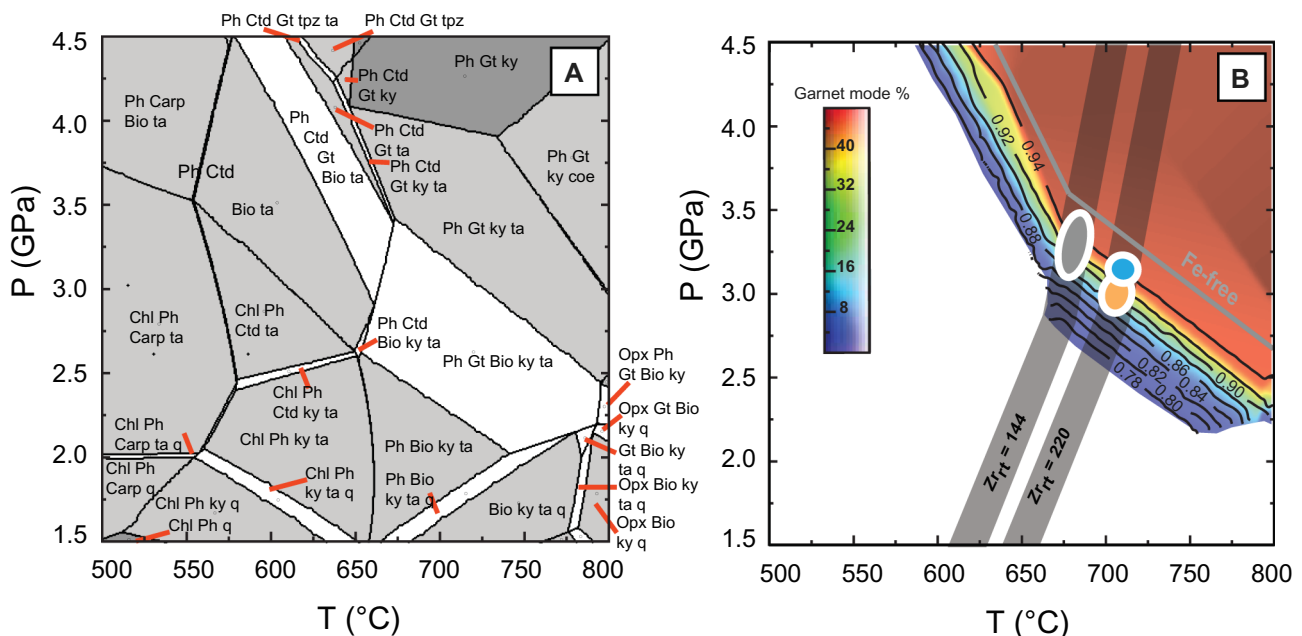 Ph Ctd Gt tpz ta
Ph Ctd Gt tpz
4.5
4.0
3.5
3.0
2.5
2.0
1.5
P (GPa)
A
Ph Carp
Bio ta
Ph Ctd
Bio ta
Ph
Ctd
Gt
Bio ta
Ph Ctd
Gt ky
Ph Gt ky
Ph Ctd
Gt ta
Ph Ctd
Gt ky ta
Ph Gt
ky coe
Ph Gt ky ta
Chl Ph
Carp ta
Chl Ph
Ctd ta
Ph Ctd
Bio ky ta
Ph Gt Bio ky ta
Opx Ph
Gt Bio ky
Chl Ph
Ctd ky ta
Opx Gt Bio
ky q
Chl Ph
Carp ta q
Chl Ph ky ta
Ph Bio ky ta
Gt Bio ky
ta q
Chl Ph
Carp q
Chl Ph
ky ta q
Ph Bio
ky ta q
Opx Bio ky
ta q
Chl Ph ky q
Bio ky ta q
Chl Ph q
Opx Bio
ky q
500
550
600
650
700
750
800
T (°C)
4.5
4.0
3.5
3.0
2.5
2.0
1.5
P (GPa)
B
Garnet mode %
40
32
24
16
8
0.92
0.94
0.88
Fe-free
0.90
0.86
0.84
0.82
0.80
0.78
Zrrt = 144
Zrrt = 220
500
550
600
650
700
750
800
T (°C)